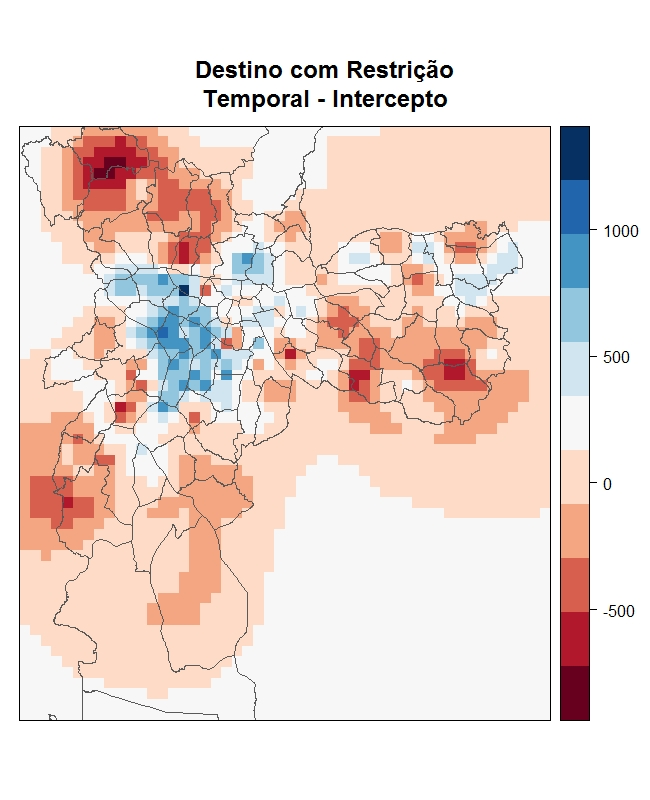 Destino com Restrição
Temporal - Intercepto
1000
500
0
-500